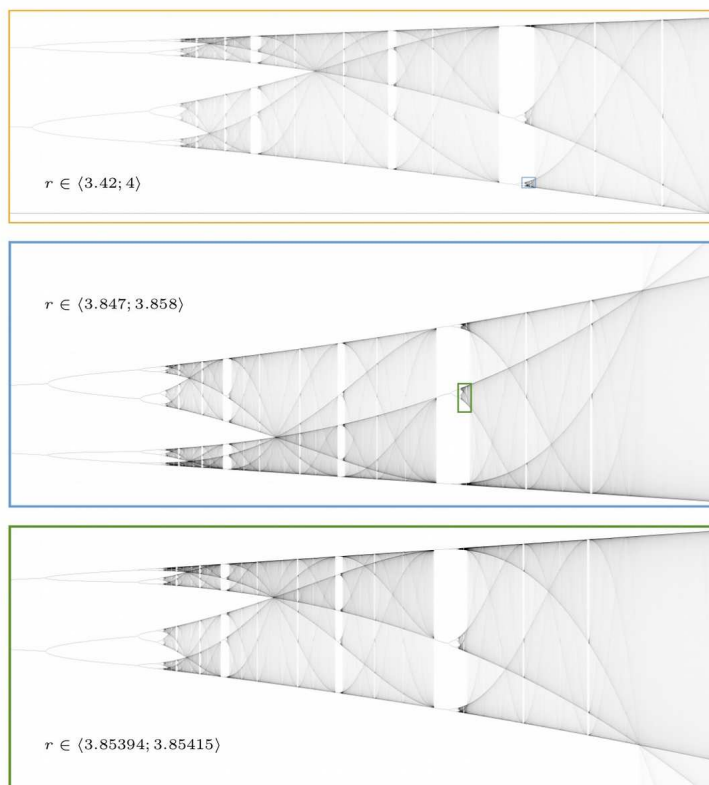 r ∈ ⟨3.42; 4⟩
r ∈ ⟨3.847; 3.858⟩
r ∈ ⟨3.85394; 3.85415⟩